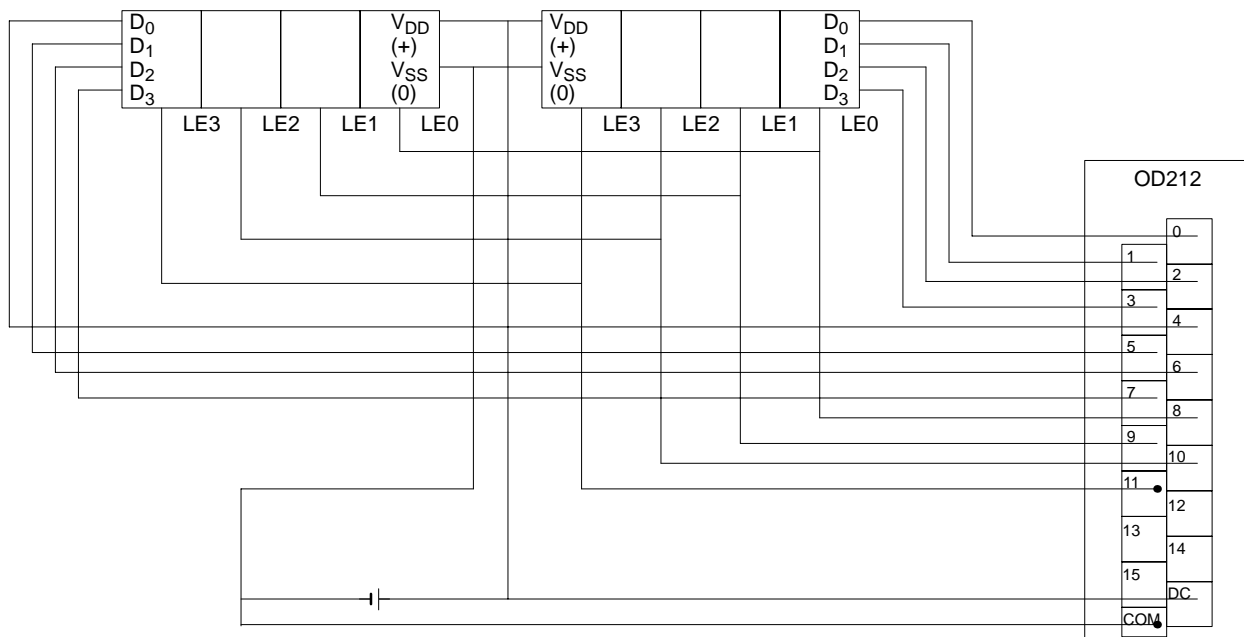 D0 VDD VDD D0
D1 (+) (+) D1
D2 VSS VSS D2
D3 (0) (0) D3
LE3 LE2 LE1 LE0 LE3 LE2 LE1 LE0
OD212
0
1
2
3
4
5
6
7
8
9
10
11
12
13
14
15
DC
COM